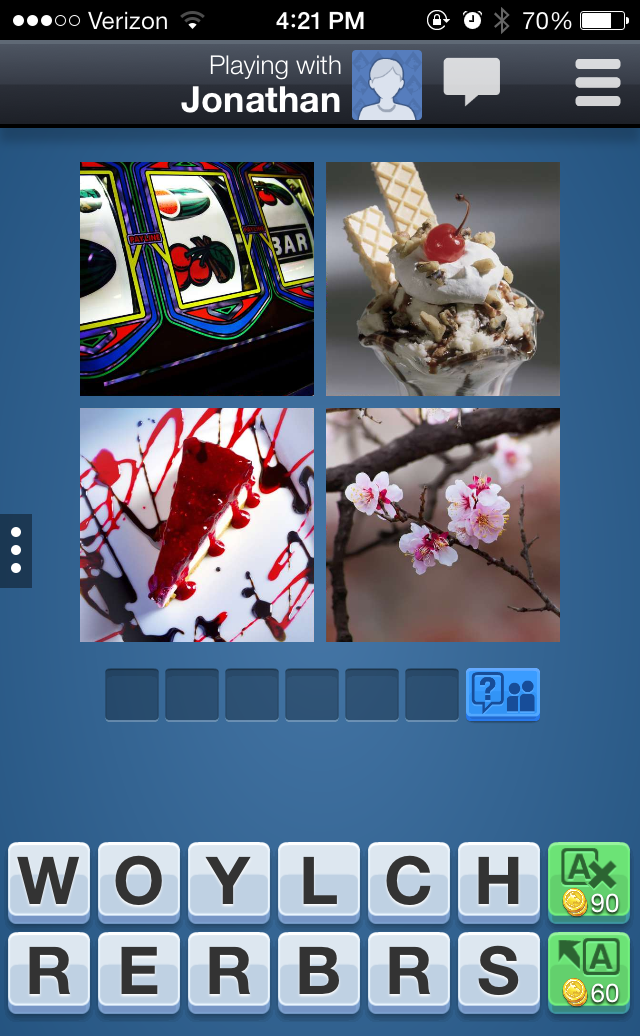 Verizon 4:21 PM 70%
Playing with
Jonathan
BAR
?
W O Y L C H A 90
R E R B R S A 60